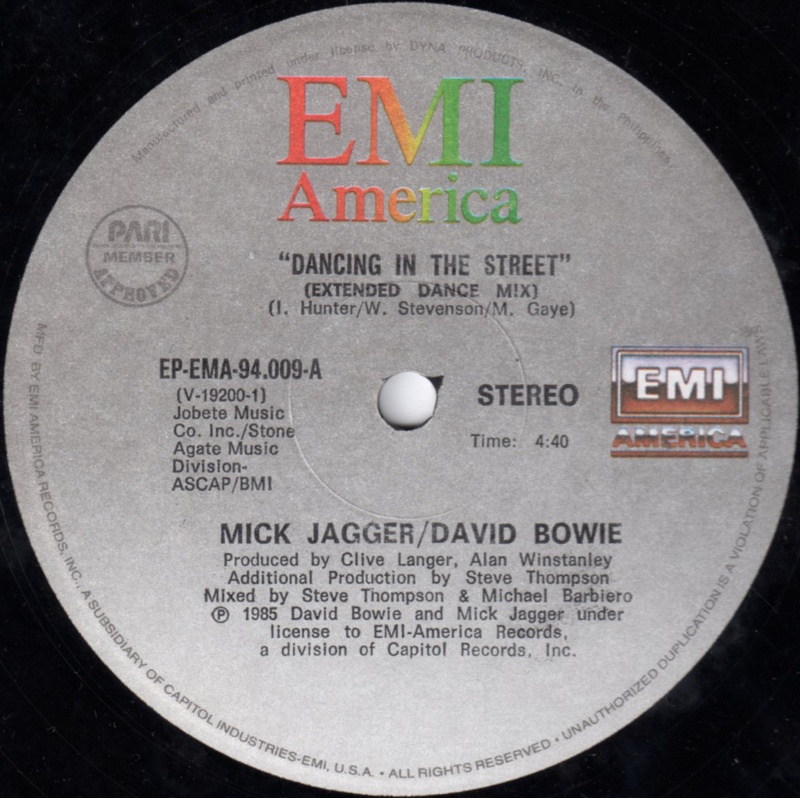 Manufactured and printed under license by DYNA PRODUCTS, INC. in the Philippines.
EMI
America
PARI
MEMBER
APPROVED
"DANCING IN THE STREET"
(EXTENDED DANCE MIX)
(I. Hunter/W. Stevenson/M. Gaye)
EP-EMA-94.009-A
(V-19200-1)
Jobete Music
Co. Inc./Stone
Agate Music
Division-
ASCAP/BMI
STEREO
Time: 4:40
EMI
AMERICA
MICK JAGGER/DAVID BOWIE
Produced by Clive Langer, Alan Winstanley
Additional Production by Steve Thompson
Mixed by Steve Thompson & Michael Barbiero
℗ 1985 David Bowie and Mick Jagger under
license to EMI-America Records,
a division of Capitol Records, Inc.
MFD. BY EMI AMERICA RECORDS, INC., A SUBSIDIARY OF CAPITOL INDUSTRIES-EMI, U.S.A. • ALL RIGHTS RESERVED • UNAUTHORIZED DUPLICATION IS A VIOLATION OF APPLICABLE LAWS